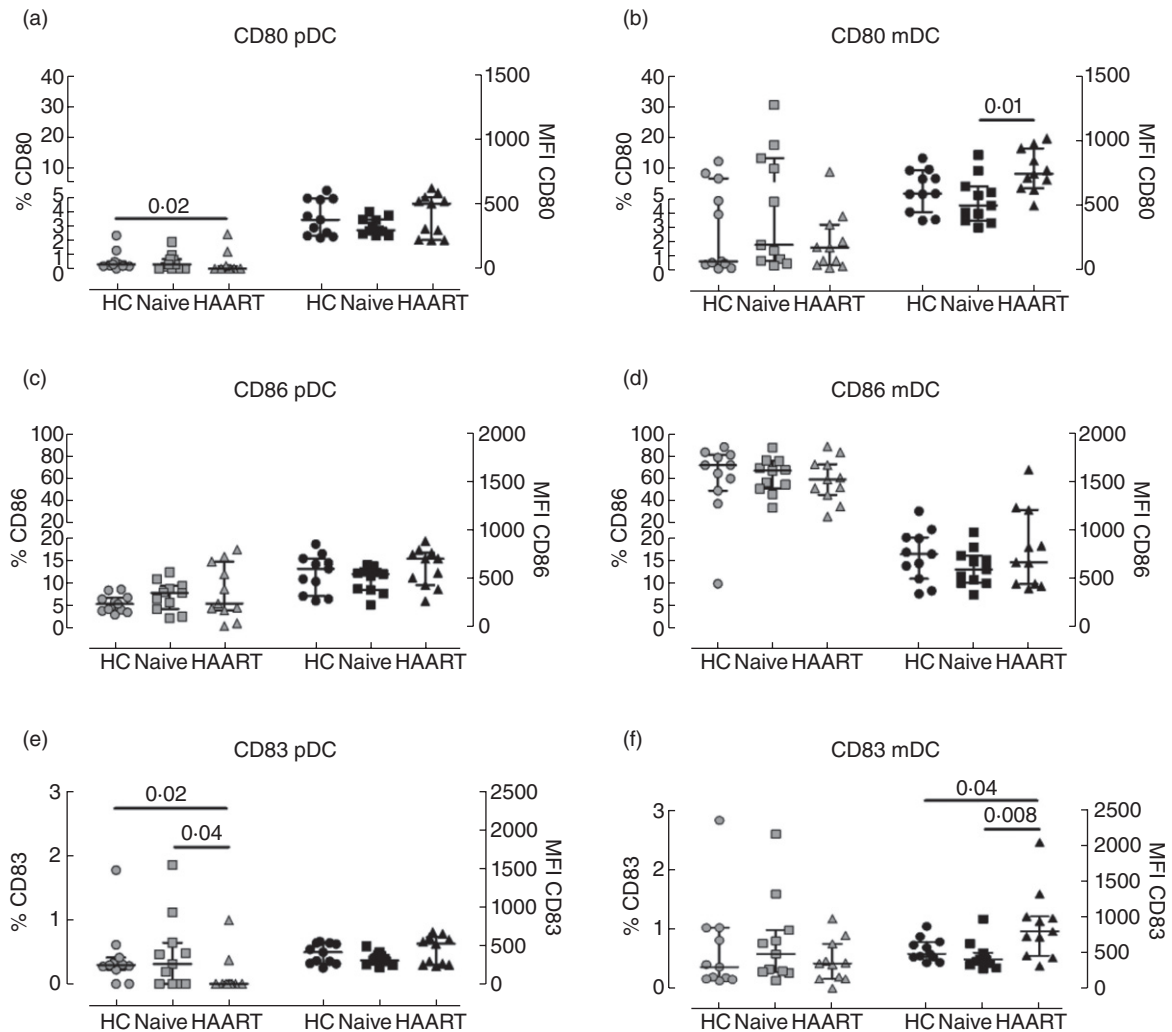 (a)
CD80 pDC
% CD80
40
30
20
10
5
4
3
2
1
0
0·02
1500
1000
500
0
MFI CD80
HC Naive HAART HC Naive HAART
(b)
CD80 mDC
% CD80
40
30
20
10
5
4
3
2
1
0
0·01
1500
1000
500
0
MFI CD80
HC Naive HAART HC Naive HAART
(c)
CD86 pDC
% CD86
100
80
60
40
20
20
15
10
5
0
2000
1500
1000
500
0
MFI CD86
HC Naive HAART HC Naive HAART
(d)
CD86 mDC
% CD86
100
80
60
40
20
20
15
10
5
0
2000
1500
1000
500
0
MFI CD86
HC Naive HAART HC Naive HAART
(e)
CD83 pDC
% CD83
3
2
1
0
0·02
0·04
2500
2000
1500
1000
500
0
MFI CD83
HC Naive HAART HC Naive HAART
(f)
CD83 mDC
% CD83
3
2
1
0
0·04
0·008
2500
2000
1500
1000
500
0
MFI CD83
HC Naive HAART HC Naive HAART